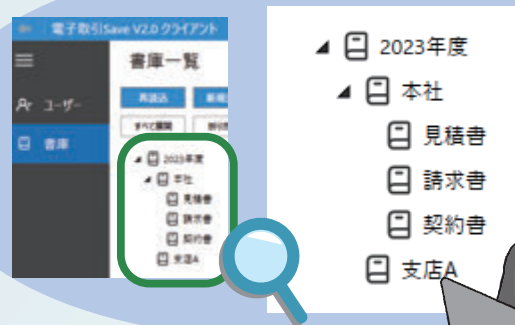 電子取引Save V2.0 クライアント
書庫一覧
再読込
ユーザー
すべて展開
書庫
2023年度
本社
見積書
請求書
契約書
支店A
2023年度
本社
見積書
請求書
契約書
支店A